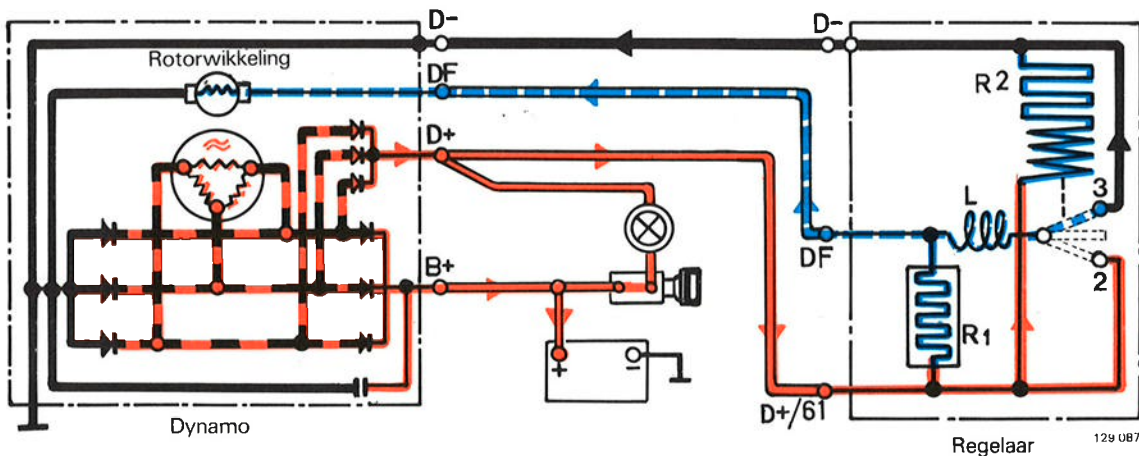 D- D-
Rotorwikkeling
DF
R2
D+
3
L
DF
2
B+
R1
+ -
D+/61
Dynamo
Regelaar
129 087